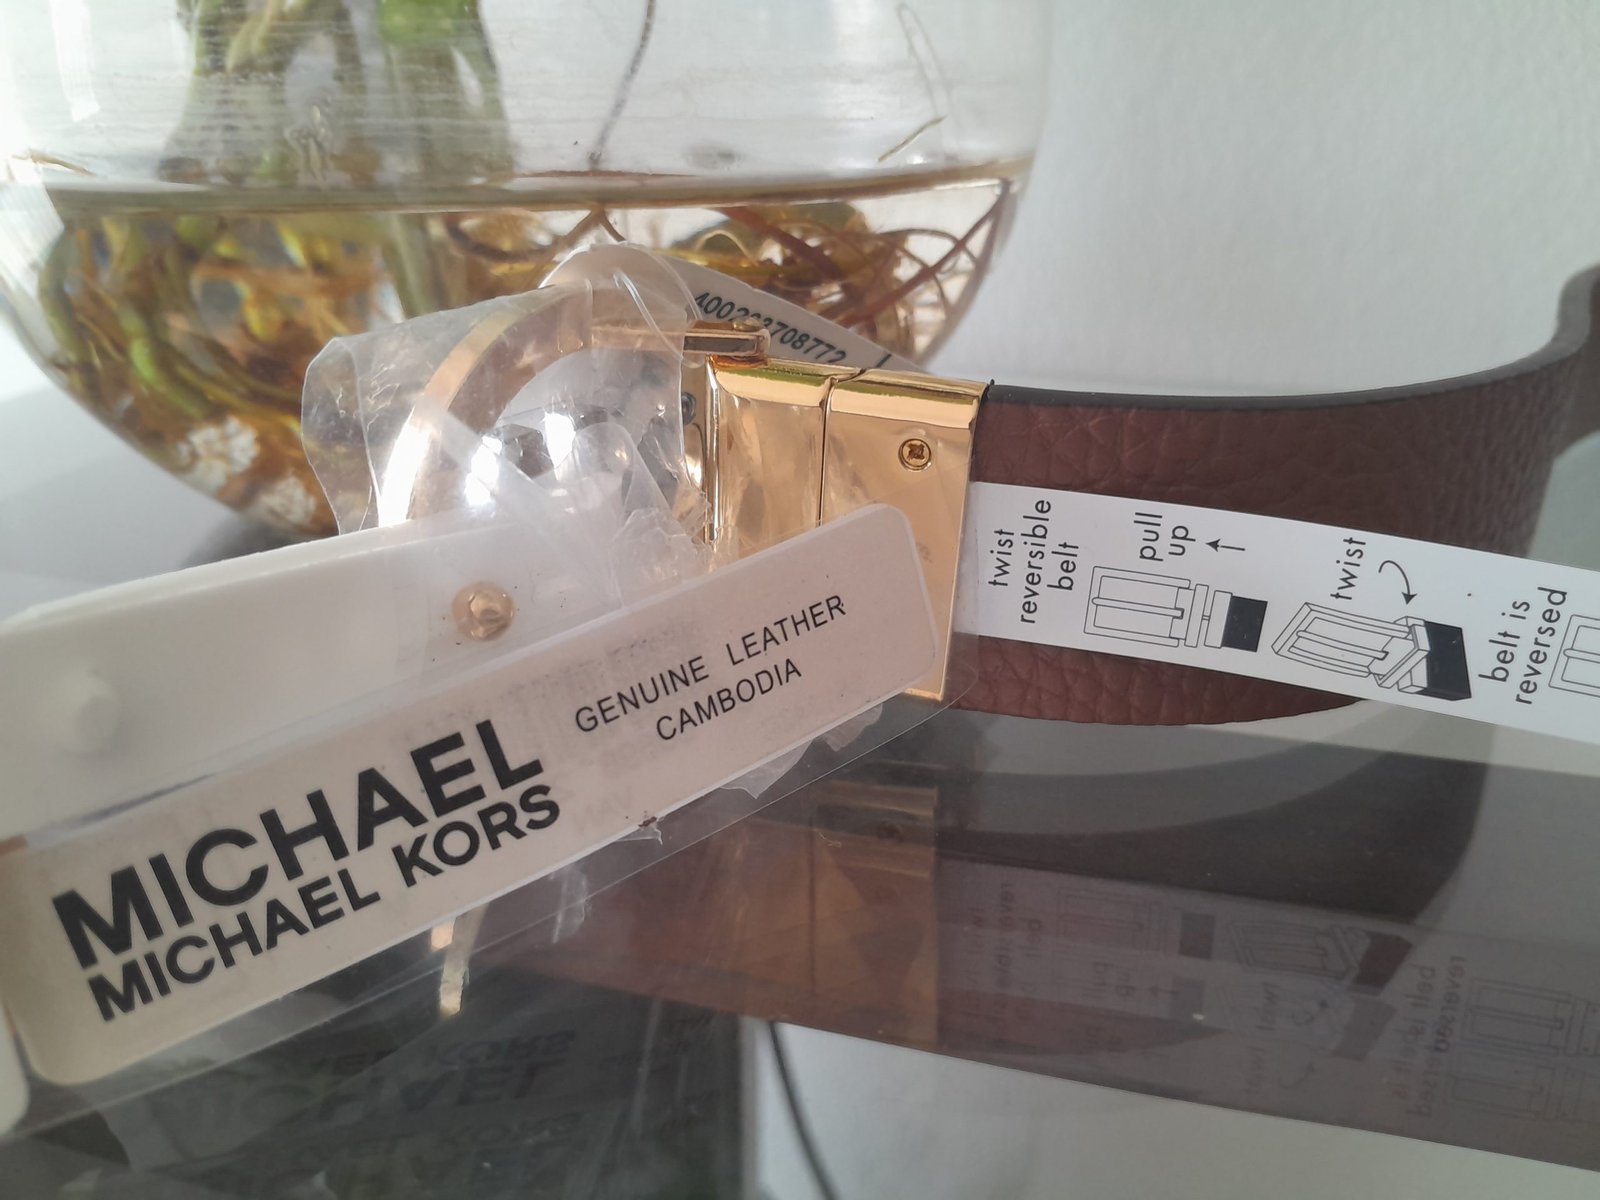 MICHAEL
MICHAEL KORS
GENUINE LEATHER
CAMBODIA
twist
reversible
belt
pull
up
twist
belt is
reversed